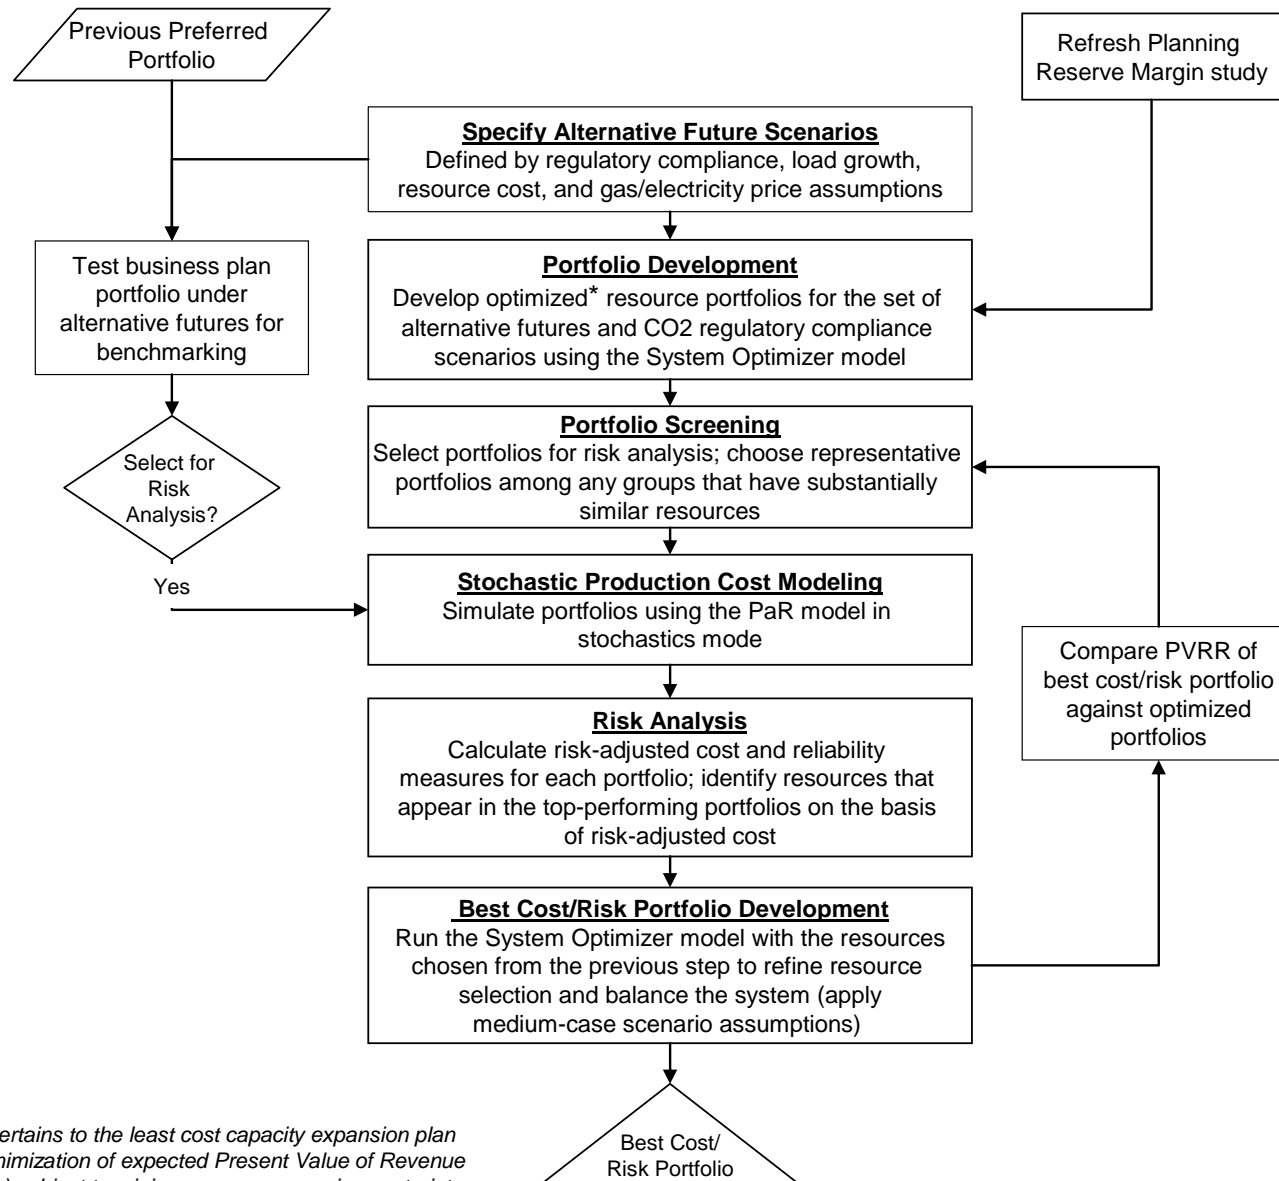 Previous Preferred
Portfolio
Refresh Planning
Reserve Margin study
Specify Alternative Future Scenarios
Defined by regulatory compliance, load growth,
resource cost, and gas/electricity price assumptions
Test business plan
portfolio under
alternative futures for
benchmarking
Portfolio Development
Develop optimized* resource portfolios for the set of
alternative futures and CO2 regulatory compliance
scenarios using the System Optimizer model
Portfolio Screening
Select portfolios for risk analysis; choose representative
portfolios among any groups that have substantially
similar resources
Select for
Risk
Analysis?
Yes
Stochastic Production Cost Modeling
Simulate portfolios using the PaR model in
stochastics mode
Compare PVRR of
best cost/risk portfolio
against optimized
portfolios
Risk Analysis
Calculate risk-adjusted cost and reliability
measures for each portfolio; identify resources that
appear in the top-performing portfolios on the basis
of risk-adjusted cost
Best Cost/Risk Portfolio Development
Run the System Optimizer model with the resources
chosen from the previous step to refine resource
selection and balance the system (apply
medium-case scenario assumptions)
ertains to the least cost capacity expansion plan
nimization of expected Present Value of Revenue
Best Cost/
Risk Portfolio